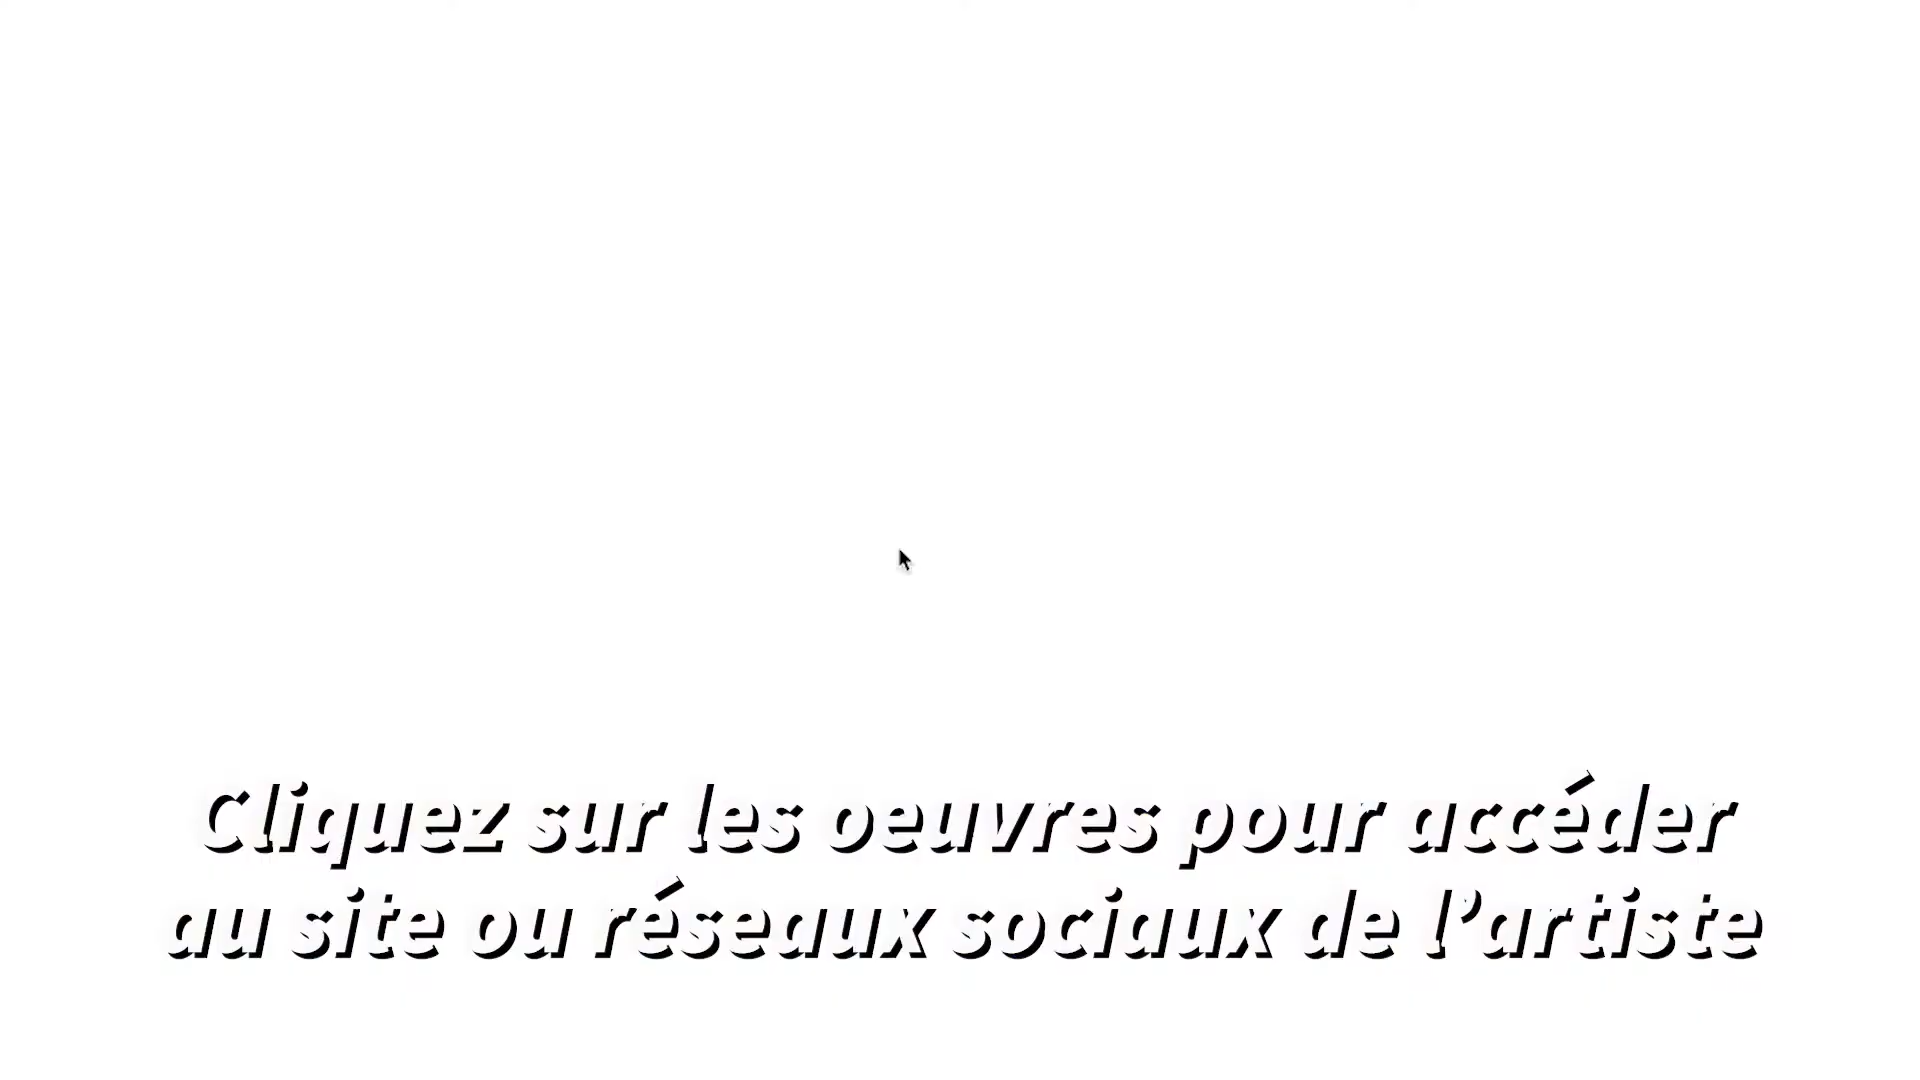 Cliquez sur les oeuvres pour accéder
au site ou réseaux sociaux de l’artiste